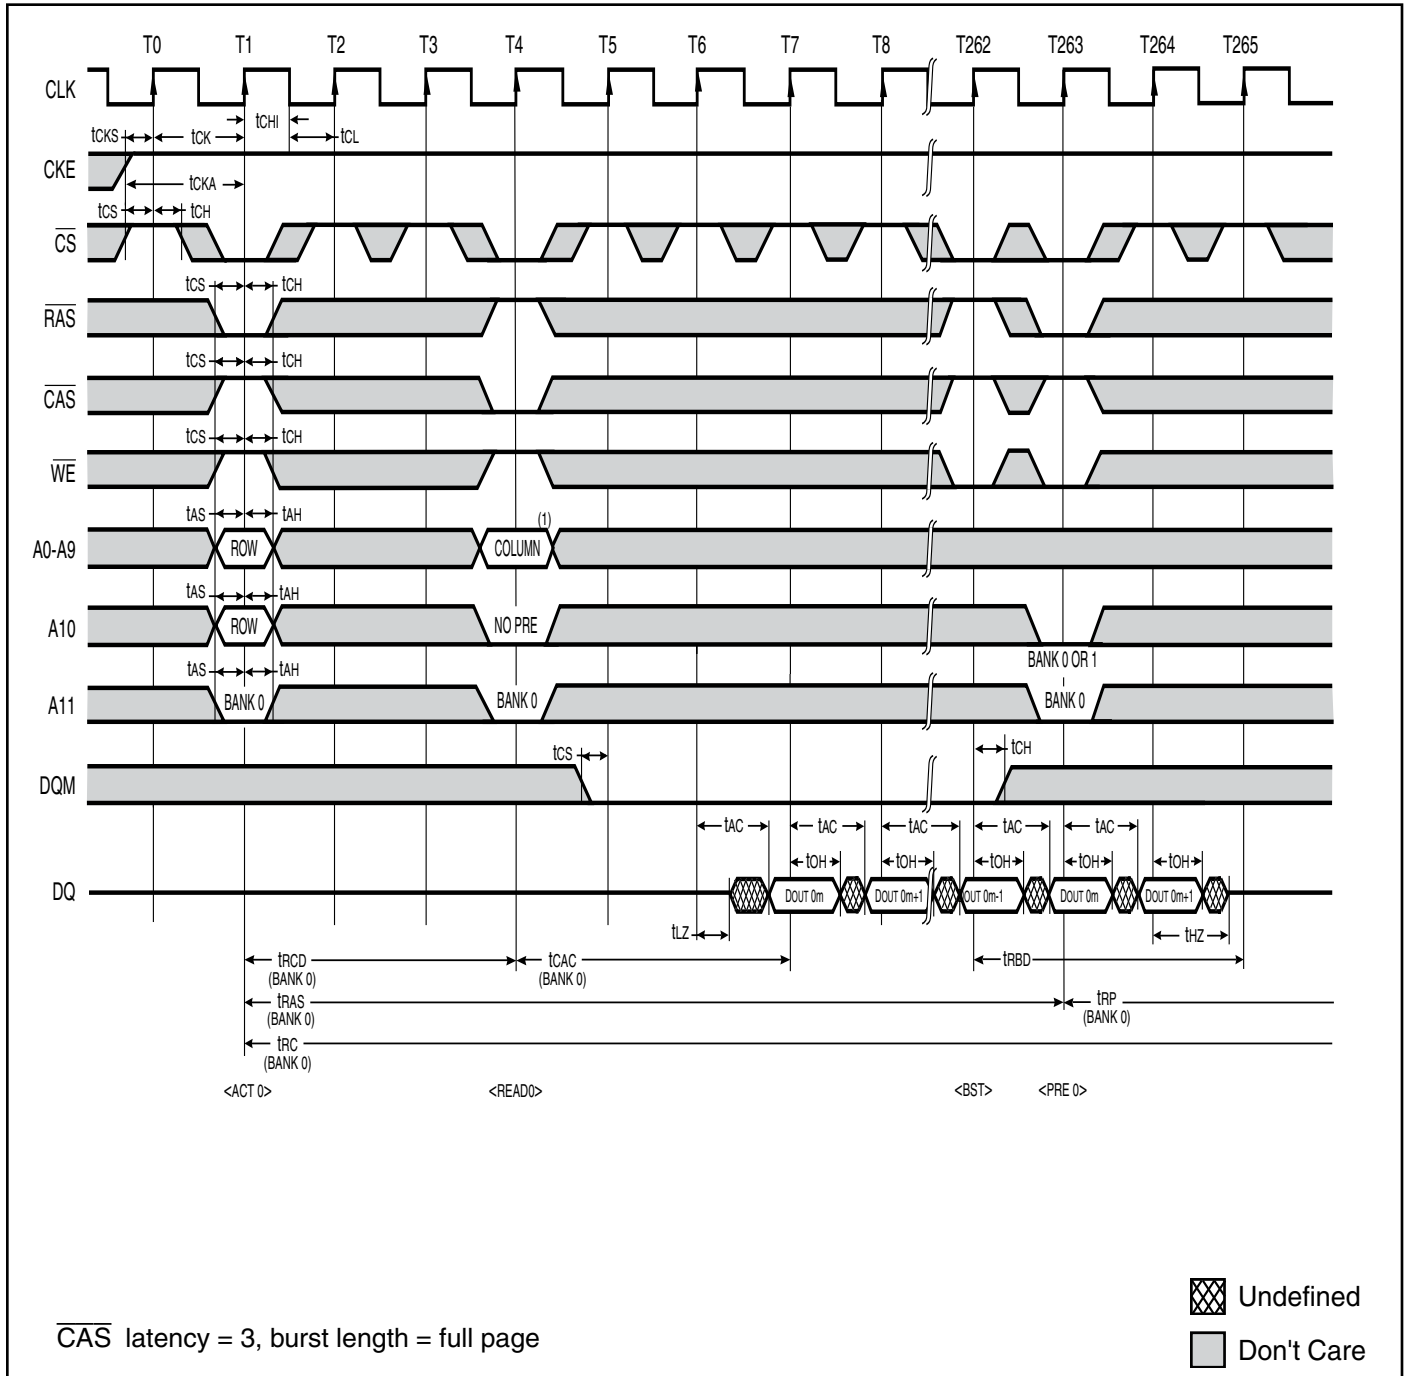 T0 T1 T2 T3 T4 T5 T6 T7 T8 T262 T263 T264 T265
CLK
tCHI
tCKS tCK tCL
CKE
tCKA
tCS tCH
CS
tCS tCH
RAS
tCS tCH
CAS
tCS tCH
WE
tAS tAH (1)
A0-A9 ROW COLUMN
tAS tAH
A10 ROW NO PRE
BANK 0 OR 1
tAS tAH
A11 BANK 0 BANK 0 BANK 0
tCS tCH
DQM
tAC tAC tAC tAC tAC
tOH tOH tOH tOH tOH
DQ DOUT 0m DOUT 0m+1 OUT 0m-1 DOUT 0m DOUT 0m+1
tLZ tHZ
tRCD tCAC tRBD
(BANK 0) (BANK 0)
tRAS tRP
(BANK 0) (BANK 0)
tRC
(BANK 0)
<ACT 0> <READ0> <BST> <PRE 0>
Undefined
CAS latency = 3, burst length = full page
Don't Care